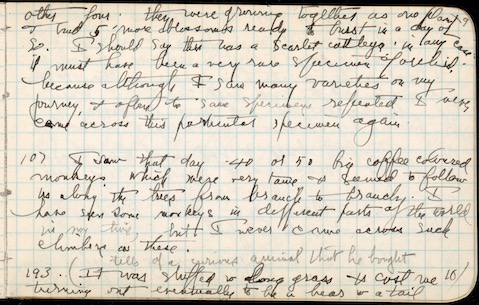 other four. They were growing together as one plant
& had 5 more blossoms ready to burst in a day or
so. I should say this was a Scarlet Cattleya. in any case
it must have been a very rare specimen of orchid,
because although I saw many varieties on my
journey, & often the same specimens repeated I never
came across this particular specimen again.
107 I saw that day 40 or 50 big coffee coloured
monkeys which were very tame & seemed to follow
us along the trees from branch to branch. I
have seen some monkeys in different parts of the world
in my time, but I never came across such
climbers as these.
tells of a curious animal that he bought
193. (It was stuffed w long grass & cost me 10/
turning out eventually to be a bear w a tail